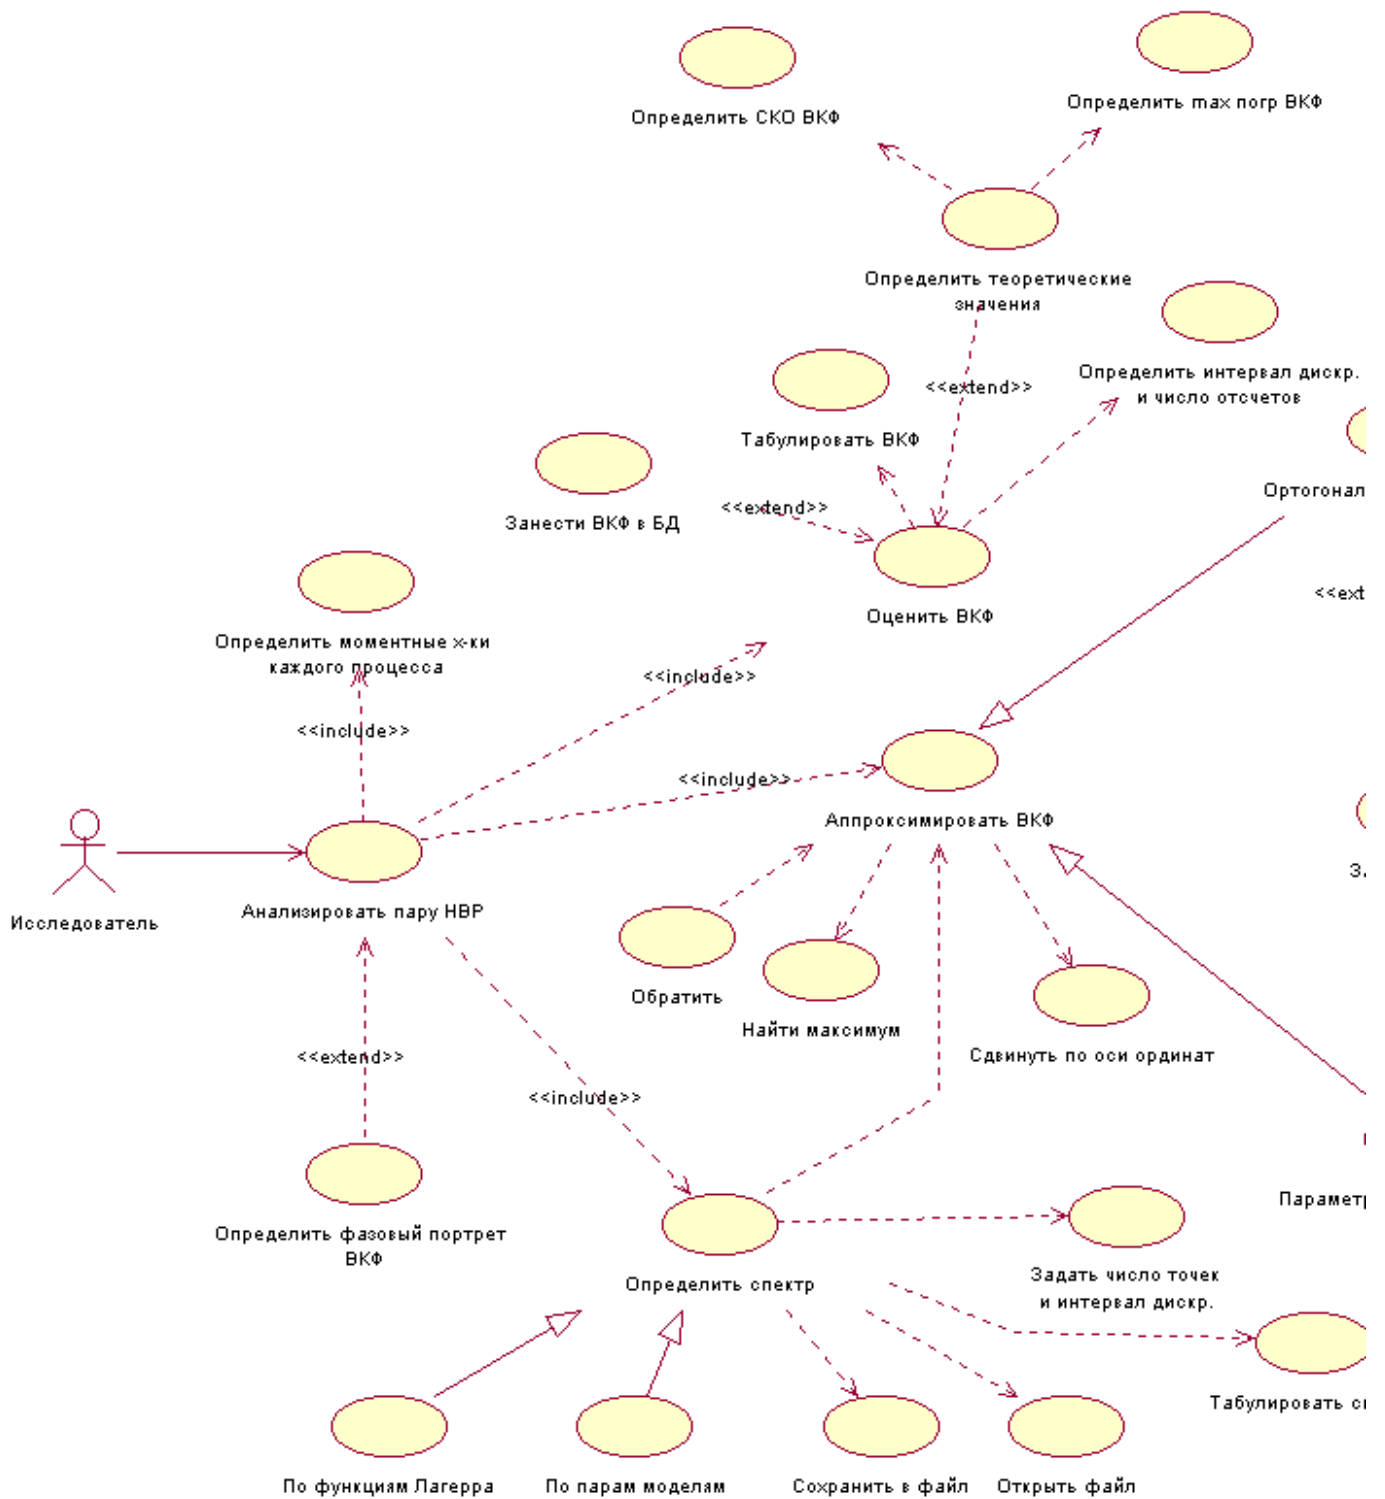 Определить max погр ВКФ
Определить СКО ВКФ
Определить теоретические
значения
Определить интервал дискр.
и число отсчетов
<<extend>>
Табулировать ВКФ
Ортогонал
<<extend>>
Занести ВКФ в БД
<<ext
Оценить ВКФ
Определить моментные х-ки
каждого процесса
<<include>>
<<include>>
<<include>>
Аппроксимировать ВКФ
З.
Анализировать пару НВР
Исследователь
Обратить
Найти максимум
Сдвинуть по оси ординат
<<extend>>
<<include>>
Параметр
Определить фазовый портрет
ВКФ
Определить спектр
Задать число точек
и интервал дискр.
Табулировать сп
По функциям Лагерра
По парам моделям
Сохранить в файл
Открыть файл